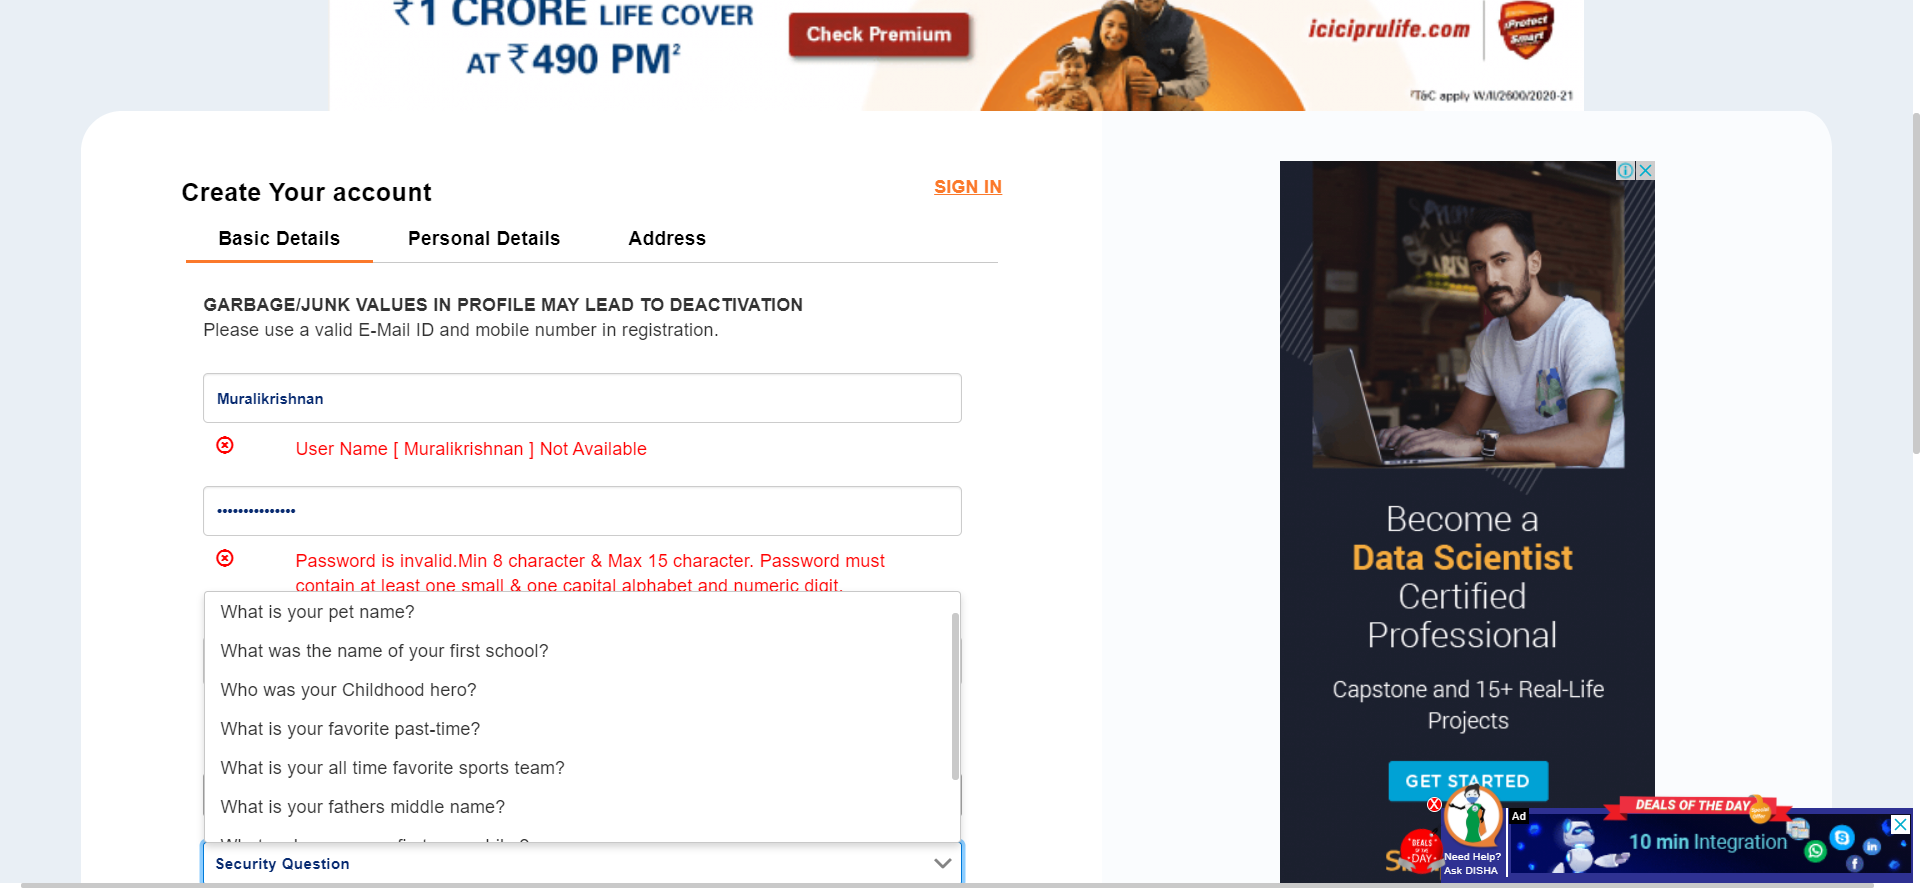 ₹1 CRORE LIFE COVER
AT ₹490 PM²
Check Premium
iciciprulife.com
iProtect
Smart
T&C apply W/II/2600/2020-21
Create Your account
SIGN IN
Basic Details
Personal Details
Address
GARBAGE/JUNK VALUES IN PROFILE MAY LEAD TO DEACTIVATION
Please use a valid E-Mail ID and mobile number in registration.
Muralikrishnan
User Name [ Muralikrishnan ] Not Available
Password is invalid.Min 8 character & Max 15 character. Password must
contain at least one small & one capital alphabet and numeric digit.
What is your pet name?
What was the name of your first school?
Who was your Childhood hero?
What is your favorite past-time?
What is your all time favorite sports team?
What is your fathers middle name?
Security Question
Become a
Data Scientist
Certified
Professional
Capstone and 15+ Real-Life
Projects
GET STARTED
X
DEALS
OF THE
DAY
Need Help?
Ask DISHA
Ad
DEALS OF THE DAY
10 min Integration